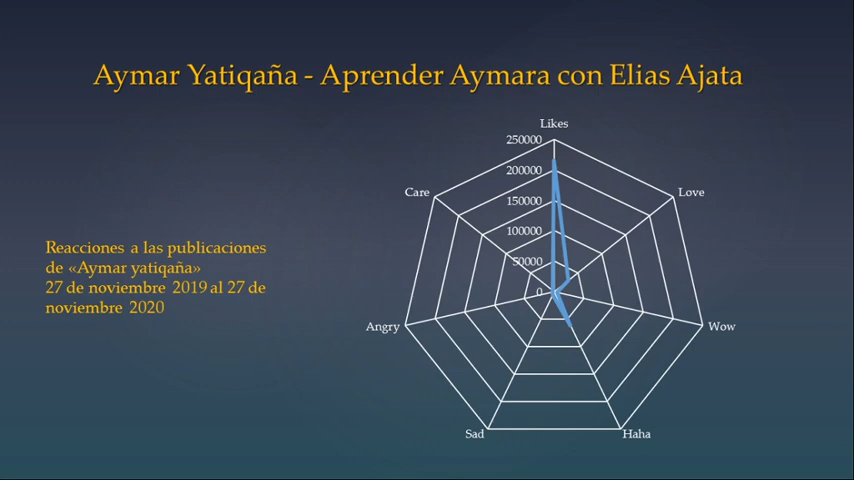 Aymar Yatiqaña - Aprender Aymara con Elias Ajata
Reacciones a las publicaciones
de «Aymar yatiqaña»
27 de noviembre 2019 al 27 de
noviembre 2020
Likes
250000
200000
150000
100000
50000
0
Love
Wow
Haha
Sad
Angry
Care